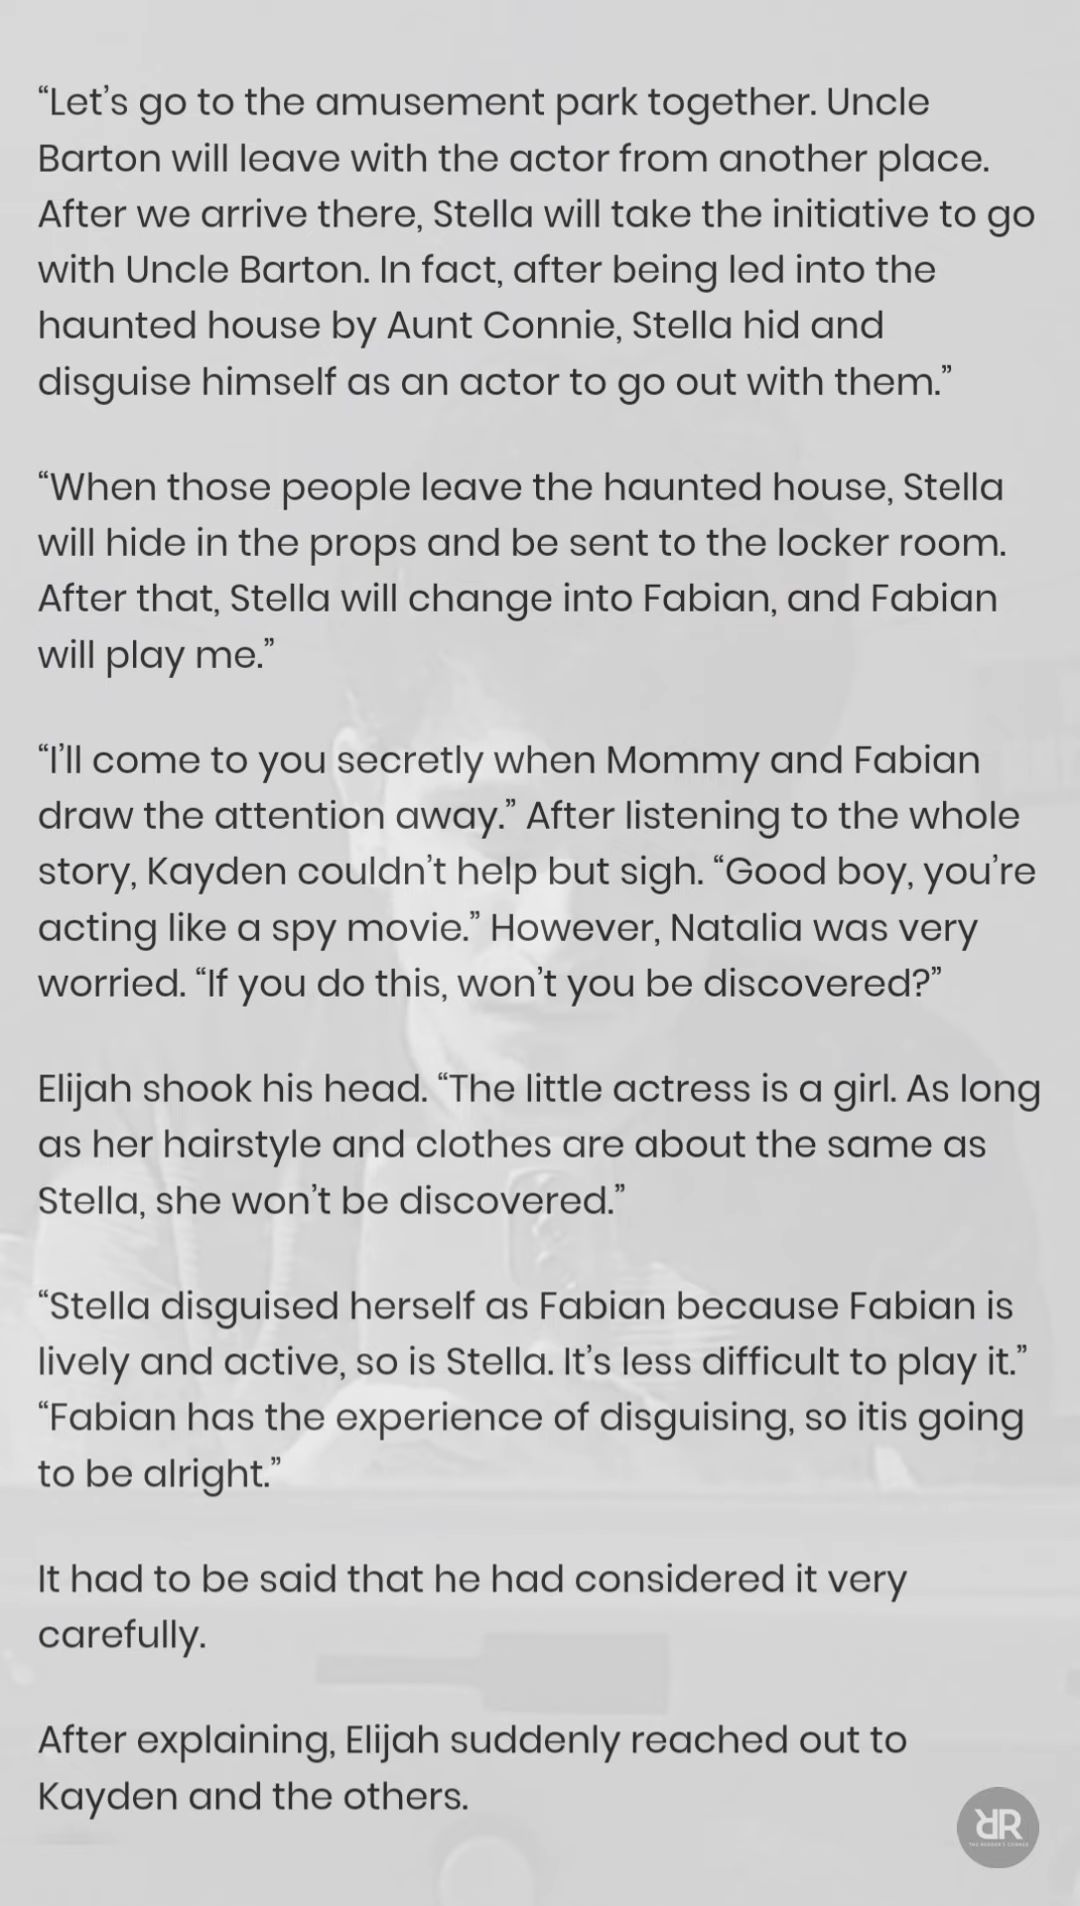 “Let’s go to the amusement park together. Uncle
Barton will leave with the actor from another place.
After we arrive there, Stella will take the initiative to go
with Uncle Barton. In fact, after being led into the
haunted house by Aunt Connie, Stella hid and
disguise himself as an actor to go out with them.”
“When those people leave the haunted house, Stella
will hide in the props and be sent to the locker room.
After that, Stella will change into Fabian, and Fabian
will play me.”
“I’ll come to you secretly when Mommy and Fabian
draw the attention away.” After listening to the whole
story, Kayden couldn’t help but sigh. “Good boy, you’re
acting like a spy movie.” However, Natalia was very
worried. “If you do this, won’t you be discovered?”
Elijah shook his head. “The little actress is a girl. As long
as her hairstyle and clothes are about the same as
Stella, she won’t be discovered.”
“Stella disguised herself as Fabian because Fabian is
lively and active, so is Stella. It’s less difficult to play it.”
“Fabian has the experience of disguising, so itis going
to be alright.”
It had to be said that he had considered it very
carefully.
After explaining, Elijah suddenly reached out to
Kayden and the others.
RR
THE READER'S CORNER